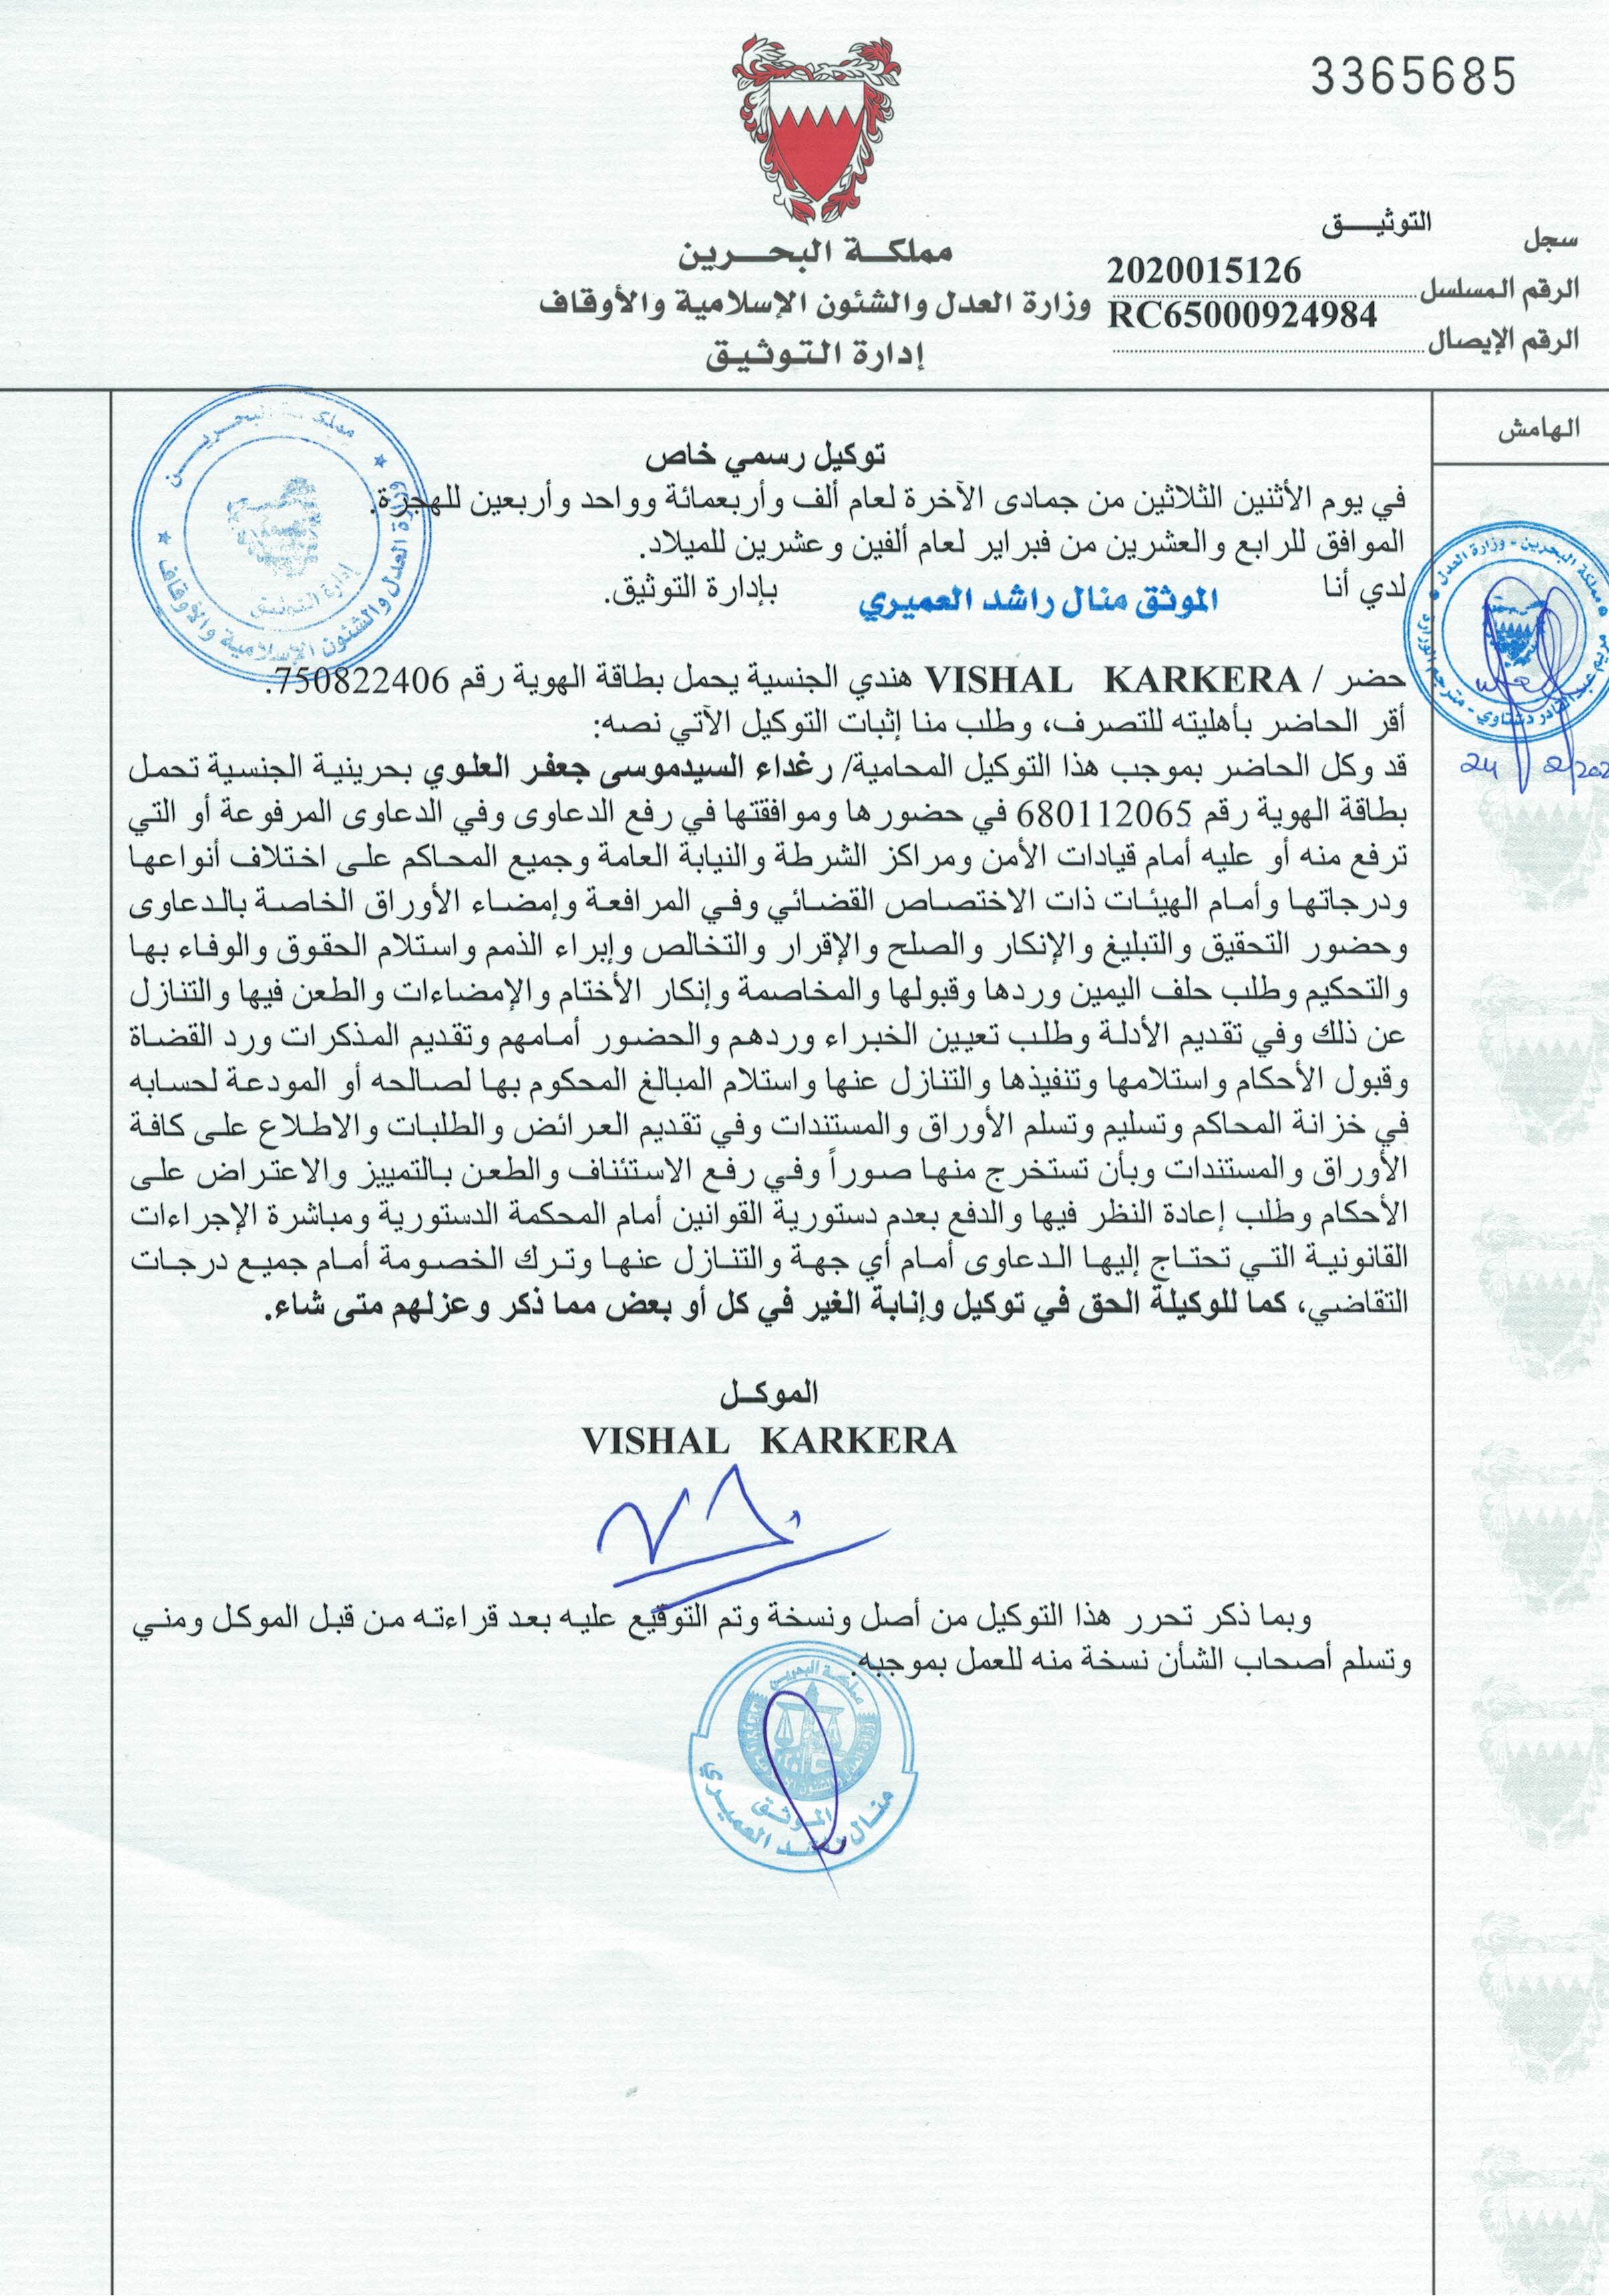 3365685
مملكة البحرين
وزارة العدل والشئون الإسلامية والأوقاف
إدارة التوثيق
سجل التوثيق
الرقم المسلسل 2020015126
الرقم الإيصال RC65000924984
الهامش
مملكة البحرين
وزارة العدل والشئون الإسلامية والأوقاف
إدارة التوثيق
توكيل رسمي خاص
في يوم الأثنين الثلاثين من جمادى الآخرة لعام ألف وأربعمائة وواحد وأربعين للهجرة.
الموافق للرابع والعشرين من فبراير لعام ألفين وعشرين للميلاد.
لدي أنا الموثق منال راشد العميري بإدارة التوثيق.
مملكة البحرين - وزارة العدل
24
حضر / VISHAL KARKERA هندي الجنسية يحمل بطاقة الهوية رقم 750822406.
أقر الحاضر بأهليته للتصرف، وطلب منا إثبات التوكيل الآتي نصه:
قد وكل الحاضر بموجب هذا التوكيل المحامية/ رغداء السيدموسى جعفر العلوي بحرينية الجنسية تحمل
بطاقة الهوية رقم 680112065 في حضورها وموافقتها في رفع الدعاوى وفي الدعاوى المرفوعة أو التي
ترفع منه أو عليه أمام قيادات الأمن ومراكز الشرطة والنيابة العامة وجميع المحاكم على اختلاف أنواعها
ودرجاتها وأمام الهيئات ذات الاختصاص القضائي وفي المرافعة وإمضاء الأوراق الخاصة بالدعاوى
وحضور التحقيق والتبليغ والإنكار والصلح والإقرار والتخالص وإبراء الذمم واستلام الحقوق والوفاء بها
والتحكيم وطلب حلف اليمين وردها وقبولها والمخاصمة وإنكار الأختام والإمضاءات والطعن فيها والتنازل
عن ذلك وفي تقديم الأدلة وطلب تعيين الخبراء وردهم والحضور أمامهم وتقديم المذكرات ورد القضاة
وقبول الأحكام واستلامها وتنفيذها والتنازل عنها واستلام المبالغ المحكوم بها لصالحه أو المودعة لحسابه
في خزانة المحاكم وتسليم وتسلم الأوراق والمستندات وفي تقديم العرائض والطلبات والاطلاع على كافة
الأوراق والمستندات وبأن تستخرج منها صوراً وفي رفع الاستئناف والطعن بالتمييز والاعتراض على
الأحكام وطلب إعادة النظر فيها والدفع بعدم دستورية القوانين أمام المحكمة الدستورية ومباشرة الإجراءات
القانونية التي تحتاج إليها الدعاوى أمام أي جهة والتنازل عنها وترك الخصومة أمام جميع درجات
التقاضي، كما للوكيلة الحق في توكيل وإنابة الغير في كل أو بعض مما ذكر وعزلهم متى شاء.
الموكل
VISHAL KARKERA
وبما ذكر تحرر هذا التوكيل من أصل ونسخة وتم التوقيع عليه بعد قراءته من قبل الموكل ومني
وتسلم أصحاب الشأن نسخة منه للعمل بموجبه.
مملكة البحرين
الموثق
منال راشد العميري